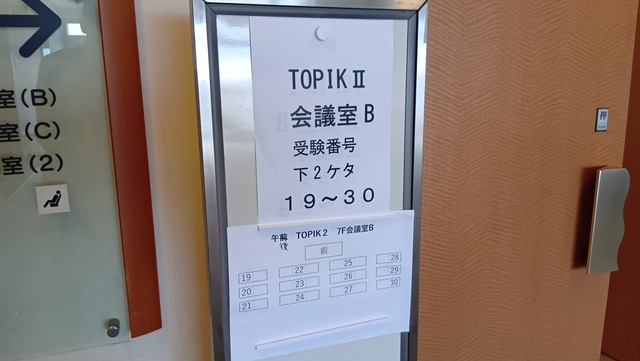 室(B)
室(C)
室(2)
TOPIKⅡ
会議室B
受験番号
下2ケタ
19～30
午前 TOPIK2 7F会議室B
後
前
19 22 25 28
20 23 26 29
21 24 27 30
押